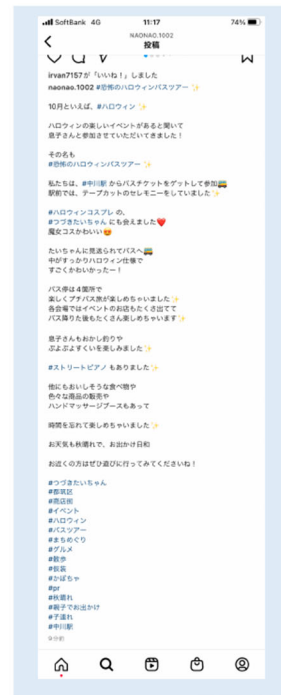 SoftBank 4G 11:17 74%
NAONAO.1002
投稿
irvan7157が「いいね！」しました
naonao.1002 #恐怖のハロウィンバスツアー✨
10月といえば、#ハロウィン✨
ハロウィンの楽しいイベントがあると聞いて
息子さんと参加させていただいてきました！
その名も
#恐怖のハロウィンバスツアー✨
私たちは、#中川駅 からバスチケットをゲットして参加🚌
駅前では、テープカットのセレモニーをしていました✨
#ハロウィンコスプレ の、
#つづきたいちゃん にも会えました❤️
魔女コスかわいい😍
たいちゃんに見送られてバスへ🚌
中がすっかりハロウィン仕様で
すごくかわいかったー！
バス停は4箇所で
楽しくプチバス旅が楽しめちゃいました✨
各会場ではイベントのお店もたくさ出てて
バス降りた後もたくさん楽しめちゃいます✨
息子さんもおかし釣りや
ぷよぷよすくいを楽しみました✨
#ストリートピアノ もありました✨
他にもおいしそうな食べ物や
色々な商品の販売や
ハンドマッサージブースもあって
時間を忘れて楽しめちゃいました✨
お天気も秋晴れで、お出かけ日和
お近くの方はぜひ遊びに行ってみてくださいね！
#つづきたいちゃん
#都筑区
#商店街
#イベント
#ハロウィン
#バスツアー
#まちめぐり
#グルメ
#散歩
#仮装
#かぼちゃ
#pr
#秋晴れ
#親子でお出かけ
#子連れ
#中川駅
9分前